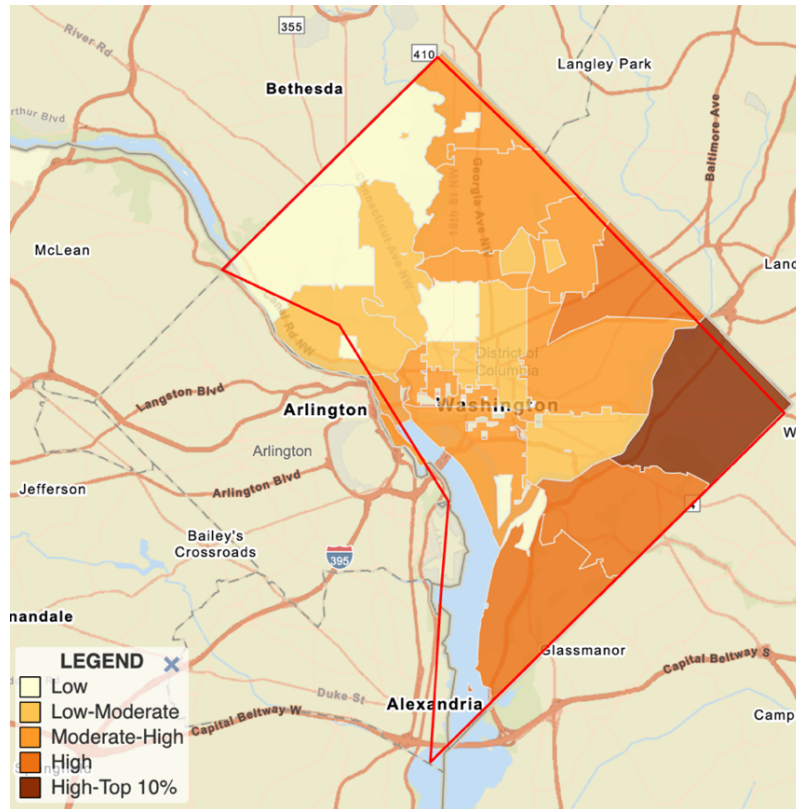 355
410
River Rd
Bethesda
Langley Park
Baltimore Ave
rthur Blvd
16th St NW
Georgia Ave NW
Connecticut Ave NW
McLean
Land
Canal Rd NW
District of
Columbia
Langston Blvd
Arlington
Washington
W
Arlington
Jefferson
Arlington Blvd
4
Bailey's
Crossroads
395
nandale
Glassmanor
Capital Beltway S
LEGEND
Low
Low-Moderate
Moderate-High
High
High-Top 10%
Duke St
Alexandria
Capital Beltway W
Camp